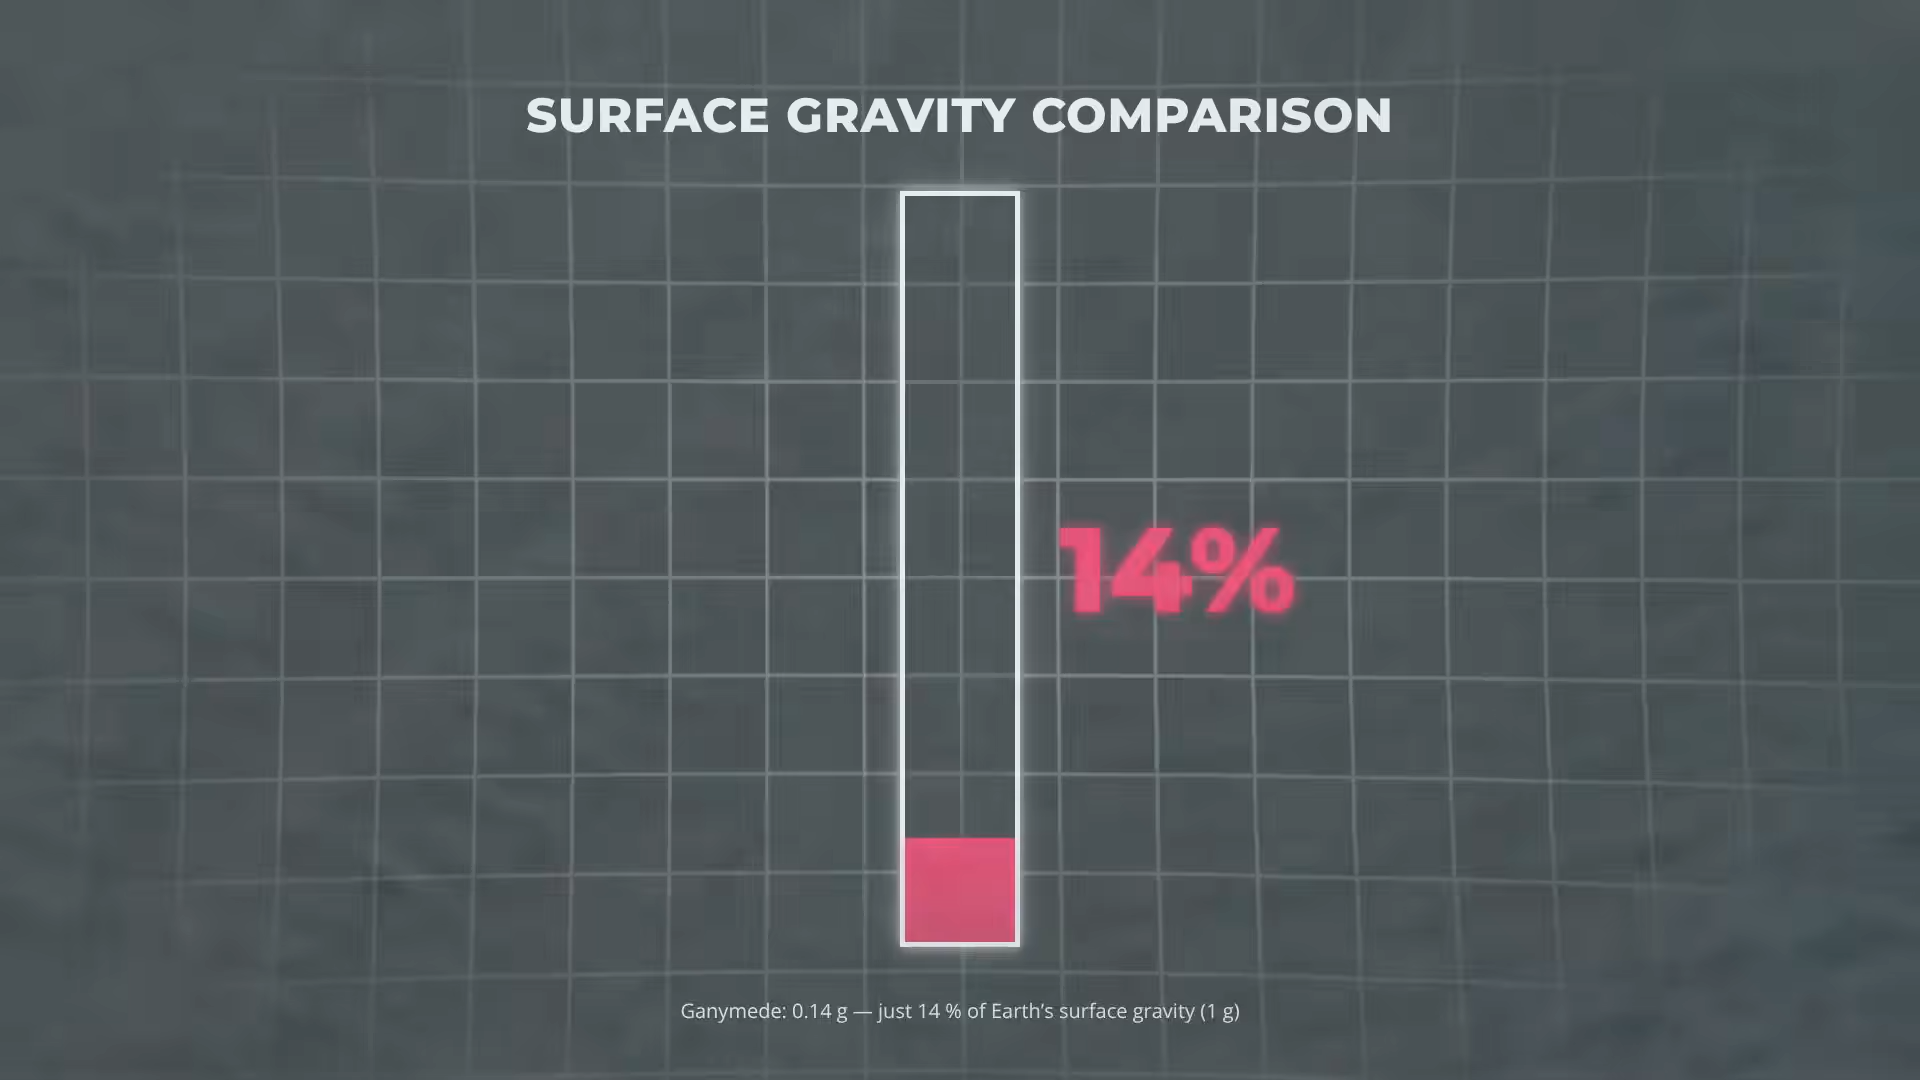 SURFACE GRAVITY COMPARISON
14%
Ganymede: 0.14 g — just 14 % of Earth’s surface gravity (1 g)